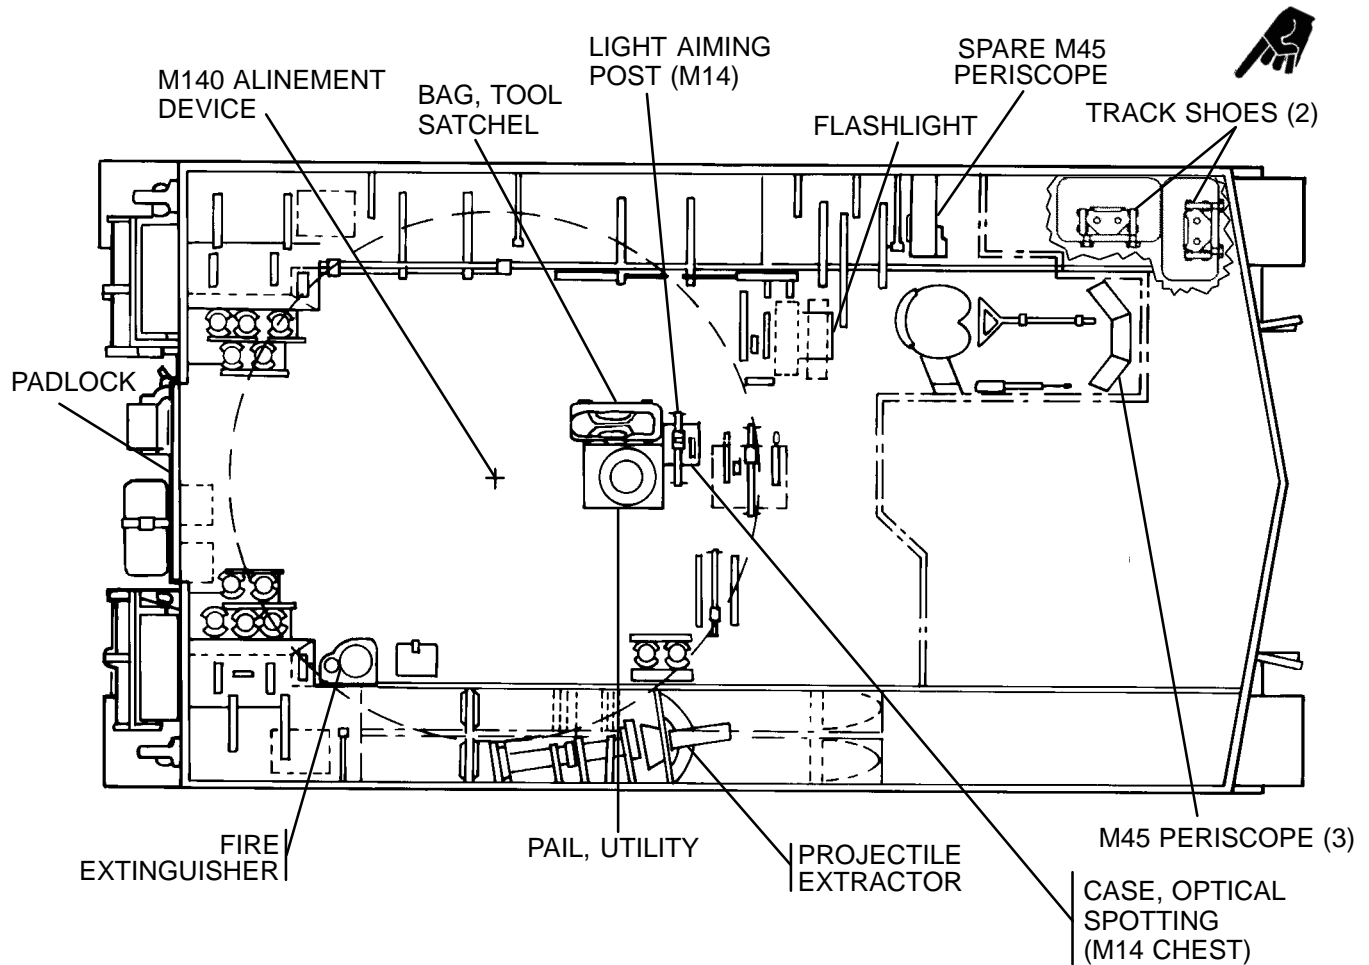 LIGHT AIMING
POST (M14)
SPARE M45
PERISCOPE
M140 ALINEMENT
DEVICE
BAG, TOOL
SATCHEL
FLASHLIGHT
TRACK SHOES (2)
PADLOCK
FIRE
EXTINGUISHER
PAIL, UTILITY
PROJECTILE
EXTRACTOR
M45 PERISCOPE (3)
CASE, OPTICAL
SPOTTING
(M14 CHEST)